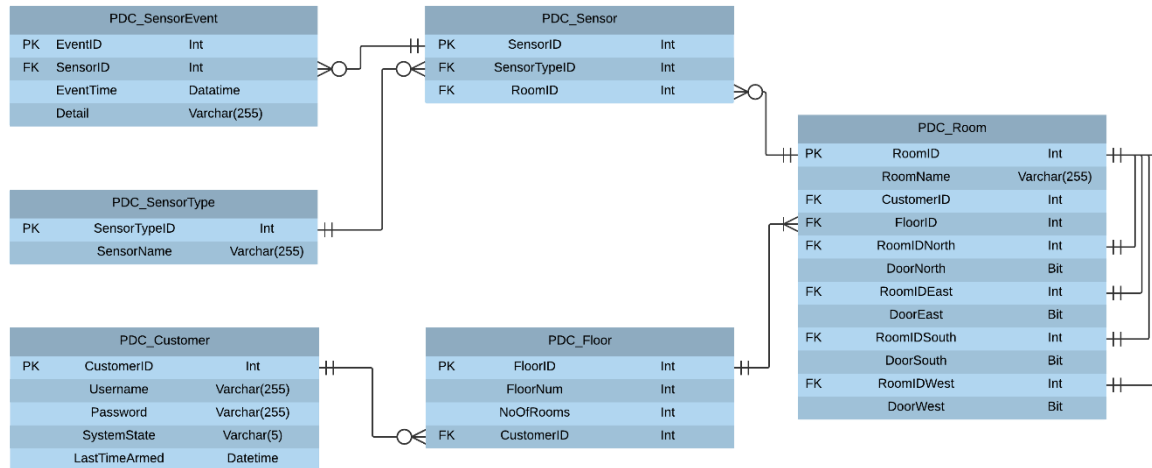 PDC_SensorEvent
PK EventID Int
FK SensorID Int
EventTime Datatime
Detail Varchar(255)
PDC_Sensor
PK SensorID Int
FK SensorTypeID Int
FK RoomID Int
PDC_Room
PK RoomID Int
RoomName Varchar(255)
FK CustomerID Int
FK FloorID Int
FK RoomIDNorth Int
DoorNorth Bit
FK RoomIDEast Int
DoorEast Bit
FK RoomIDSouth Int
DoorSouth Bit
FK RoomIDWest Int
DoorWest Bit
PDC_SensorType
PK SensorTypeID Int
SensorName Varchar(255)
PDC_Customer
PK CustomerID Int
Username Varchar(255)
Password Varchar(255)
SystemState Varchar(5)
LastTimeArmed Datetime
PDC_Floor
PK FloorID Int
FloorNum Int
NoOfRooms Int
FK CustomerID Int